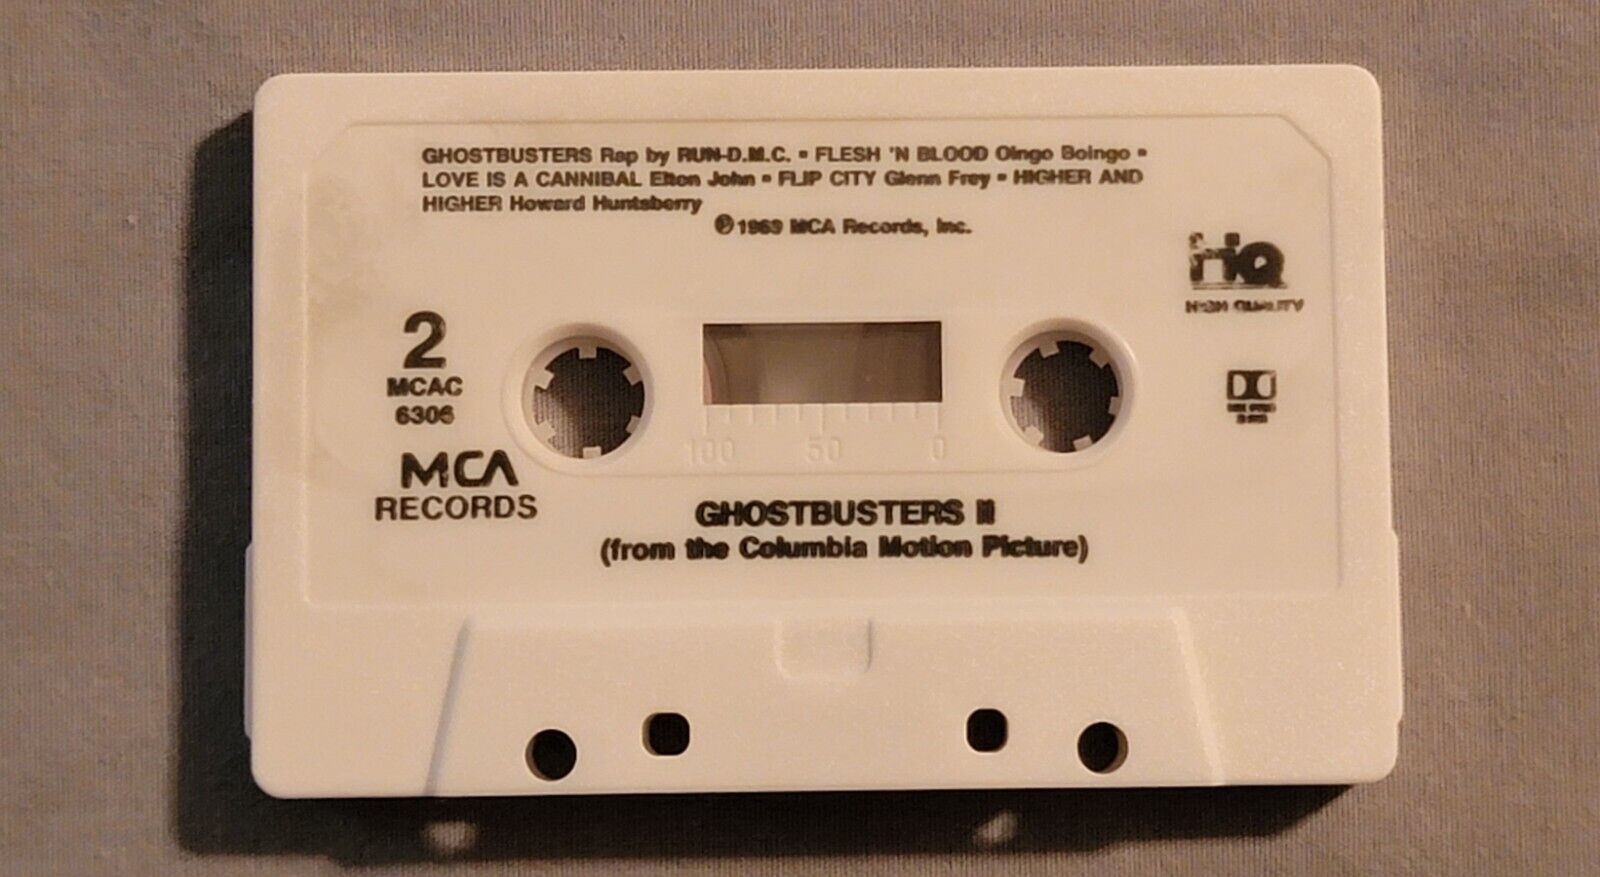 GHOSTBUSTERS Rap by RUN-D.M.C. ▪ FLESH 'N BLOOD Oingo Boingo ▪
LOVE IS A CANNIBAL Elton John ▪ FLIP CITY Glenn Frey ▪ HIGHER AND
HIGHER Howard Huntsberry
℗1989 MCA Records, Inc.
HQ
HIGH QUALITY
2
MCAC
6306
MCA
RECORDS
100 50 0
GHOSTBUSTERS II
(from the Columbia Motion Picture)